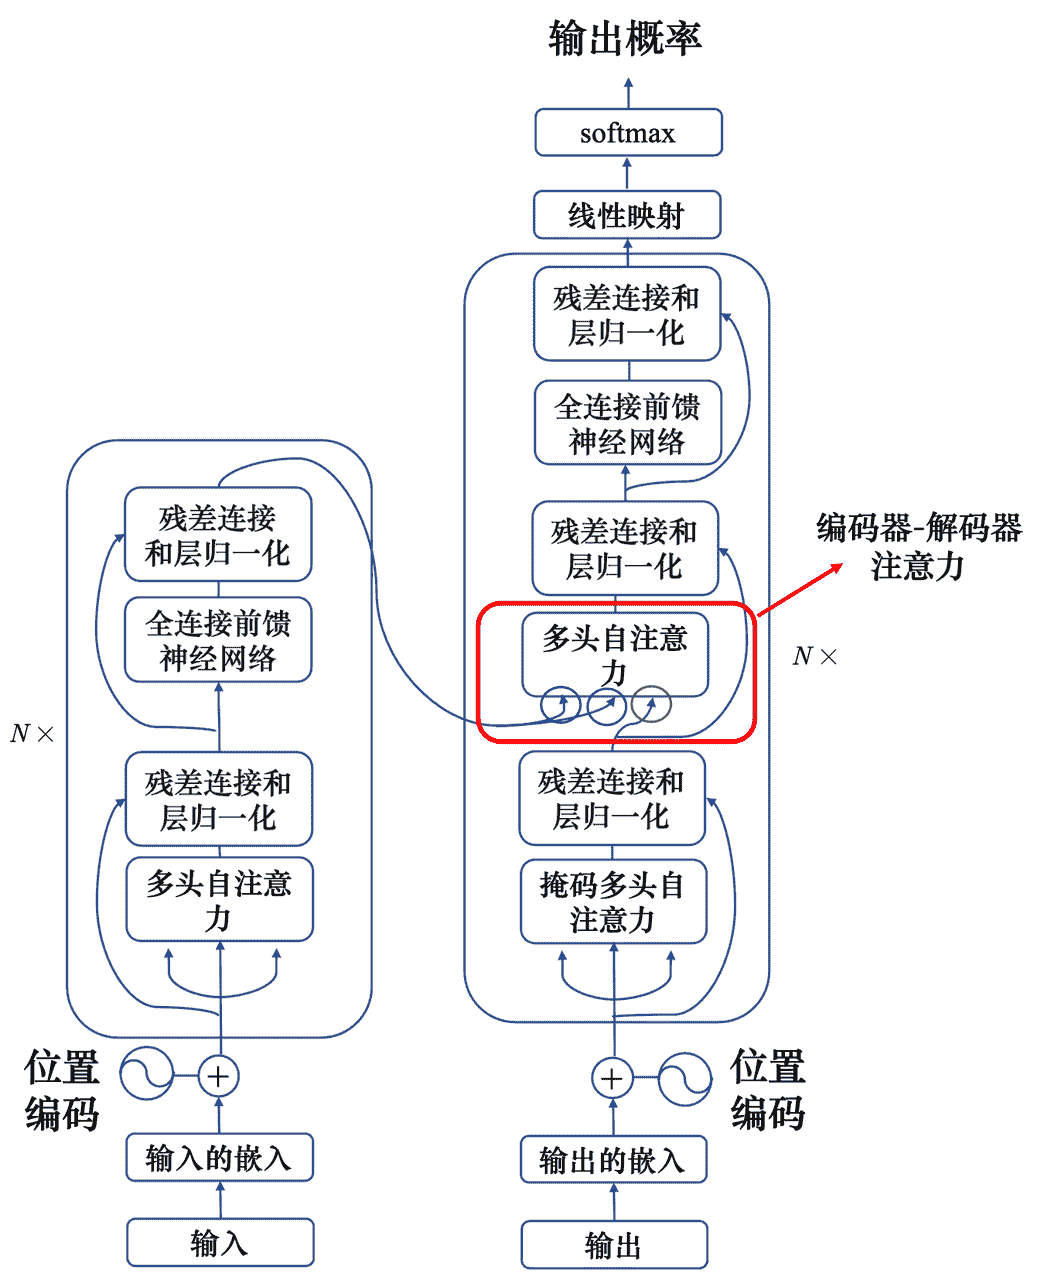 输出概率
softmax
线性映射
残差连接和
层归一化
全连接前馈
神经网络
残差连接和
层归一化
编码器-解码器
注意力
多头自注意
力
N×
残差连接和
层归一化
掩码多头自
注意力
位置
编码
+
输出的嵌入
输出
残差连接
和层归一化
全连接前馈
神经网络
N×
残差连接和
层归一化
多头自注意
力
位置
编码
+
输入的嵌入
输入